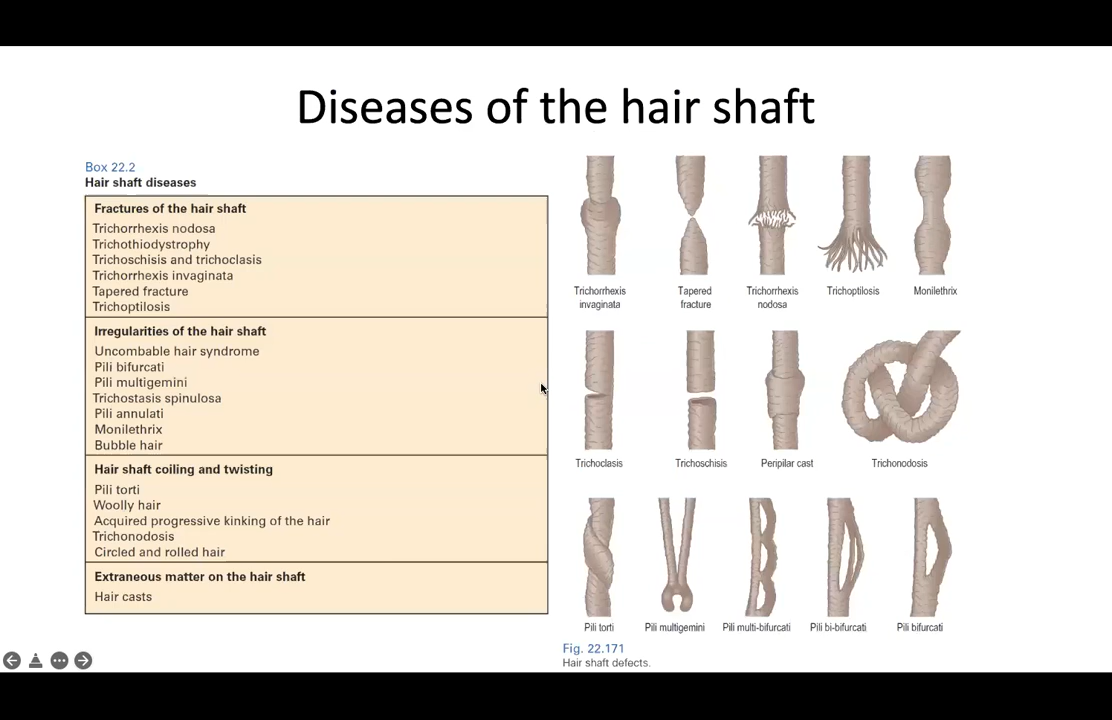 Diseases of the hair shaft
Box 22.2
Hair shaft diseases
Fractures of the hair shaft
Trichorrhexis nodosa
Trichothiodystrophy
Trichoschisis and trichoclasis
Trichorrhexis invaginata
Tapered fracture
Trichoptilosis
Irregularities of the hair shaft
Uncombable hair syndrome
Pili bifurcati
Pili multigemini
Trichostasis spinulosa
Pili annulati
Monilethrix
Bubble hair
Hair shaft coiling and twisting
Pili torti
Woolly hair
Acquired progressive kinking of the hair
Trichonodosis
Circled and rolled hair
Extraneous matter on the hair shaft
Hair casts
Trichorrhexis
invaginata
Tapered
fracture
Trichorrhexis
nodosa
Trichoptilosis
Monilethrix
Trichoclasis
Trichoschisis
Peripilar cast
Trichonodosis
Pili torti
Pili multigemini
Pili multi-bifurcati
Pili bi-bifurcati
Pili bifurcati
Fig. 22.171
Hair shaft defects.